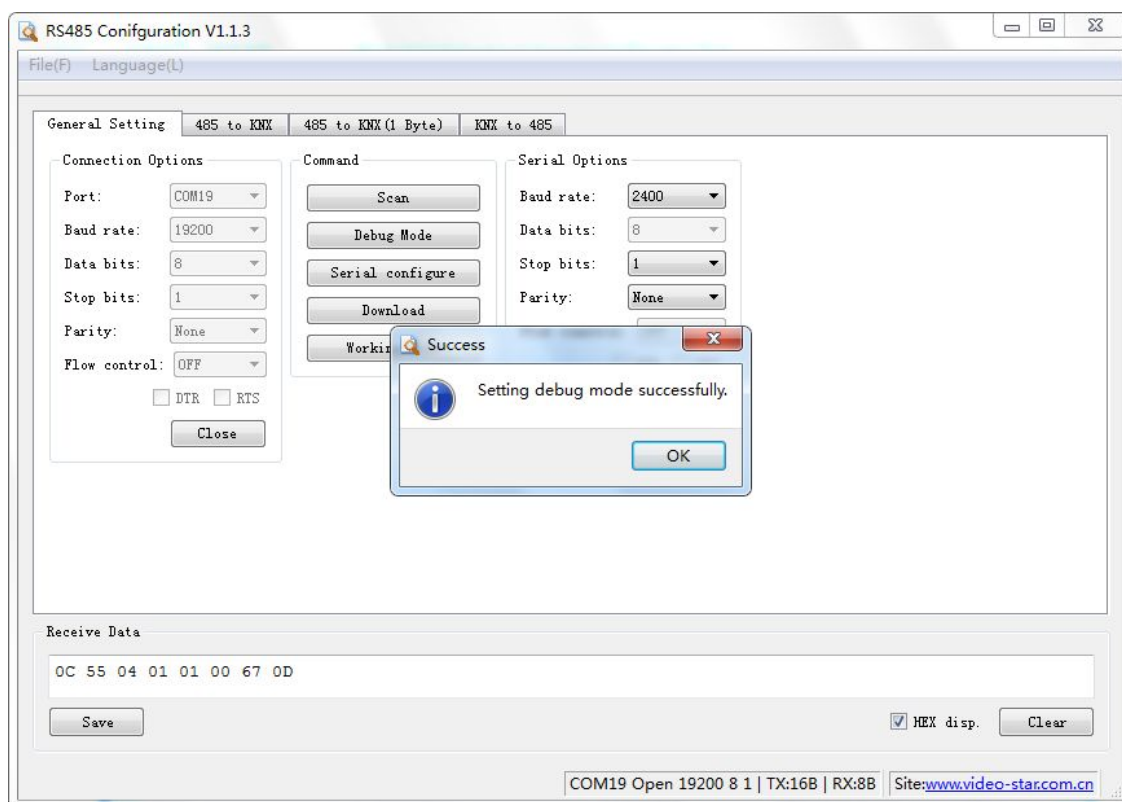 RS485 Conifguration V1.1.3
File(F) Language(L)
General Setting 485 to KNX 485 to KNX(1 Byte) KNX to 485
Connection Options
Port: COM19
Baud rate: 19200
Data bits: 8
Stop bits: 1
Parity: None
Flow control: OFF
DTR RTS
Close
Command
Scan
Debug Mode
Serial configure
Download
Serial Options
Baud rate: 2400
Data bits: 8
Stop bits: 1
Parity: None
Success
Setting debug mode successfully.
OK
Receive Data
0C 55 04 01 01 00 67 0D
Save HEX disp. Clear
COM19 Open 19200 8 1 | TX:16B | RX:8B Site:www.video-star.com.cn